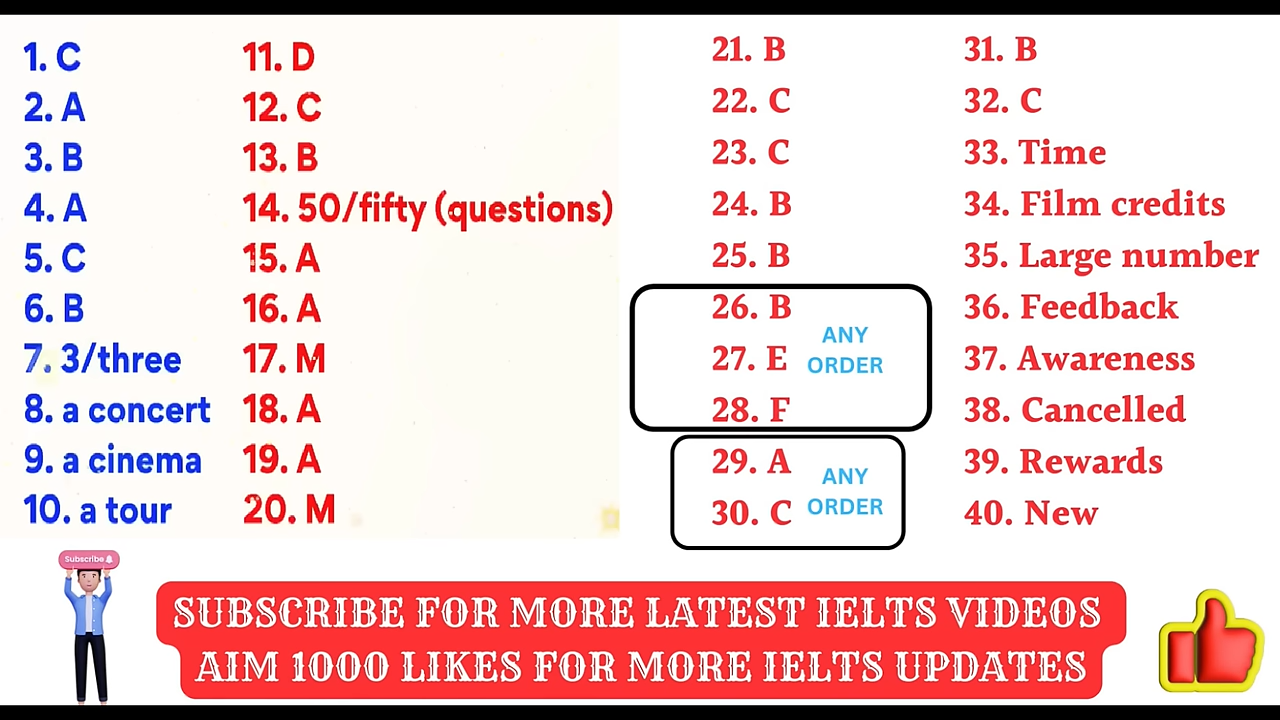 1. C
2. A
3. B
4. A
5. C
6. B
7. 3/three
8. a concert
9. a cinema
10. a tour
11. D
12. C
13. B
14. 50/fifty (questions)
15. A
16. A
17. M
18. A
19. A
20. M
21. B
22. C
23. C
24. B
25. B
26. B
27. E
28. F
ANY
ORDER
29. A
30. C
ANY
ORDER
31. B
32. C
33. Time
34. Film credits
35. Large number
36. Feedback
37. Awareness
38. Cancelled
39. Rewards
40. New
Subscribe
SUBSCRIBE FOR MORE LATEST IELTS VIDEOS
AIM 1000 LIKES FOR MORE IELTS UPDATES